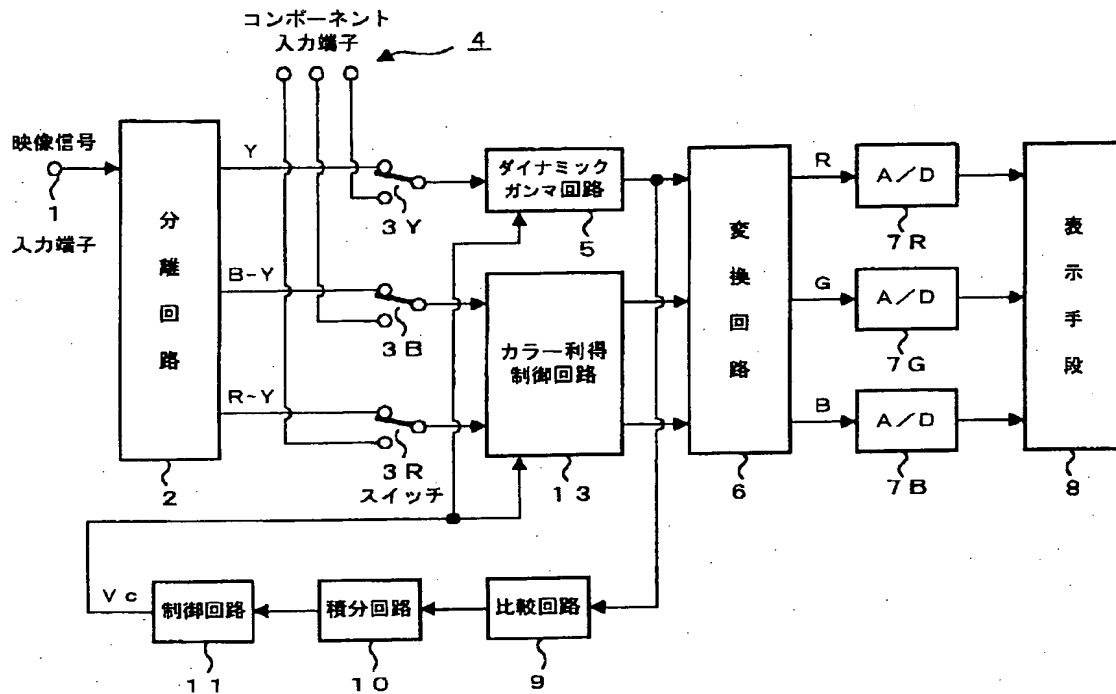 コンポーネント
入力端子
4
映像信号
1
入力端子
分離回路
2
Y
B-Y
R-Y
3Y
3B
3R
スイッチ
ダイナミック
ガンマ回路
5
カラー利得
制御回路
13
変換回路
6
R
G
B
A/D
7R
A/D
7G
A/D
7B
表示手段
8
Vc
制御回路
11
積分回路
10
比較回路
9